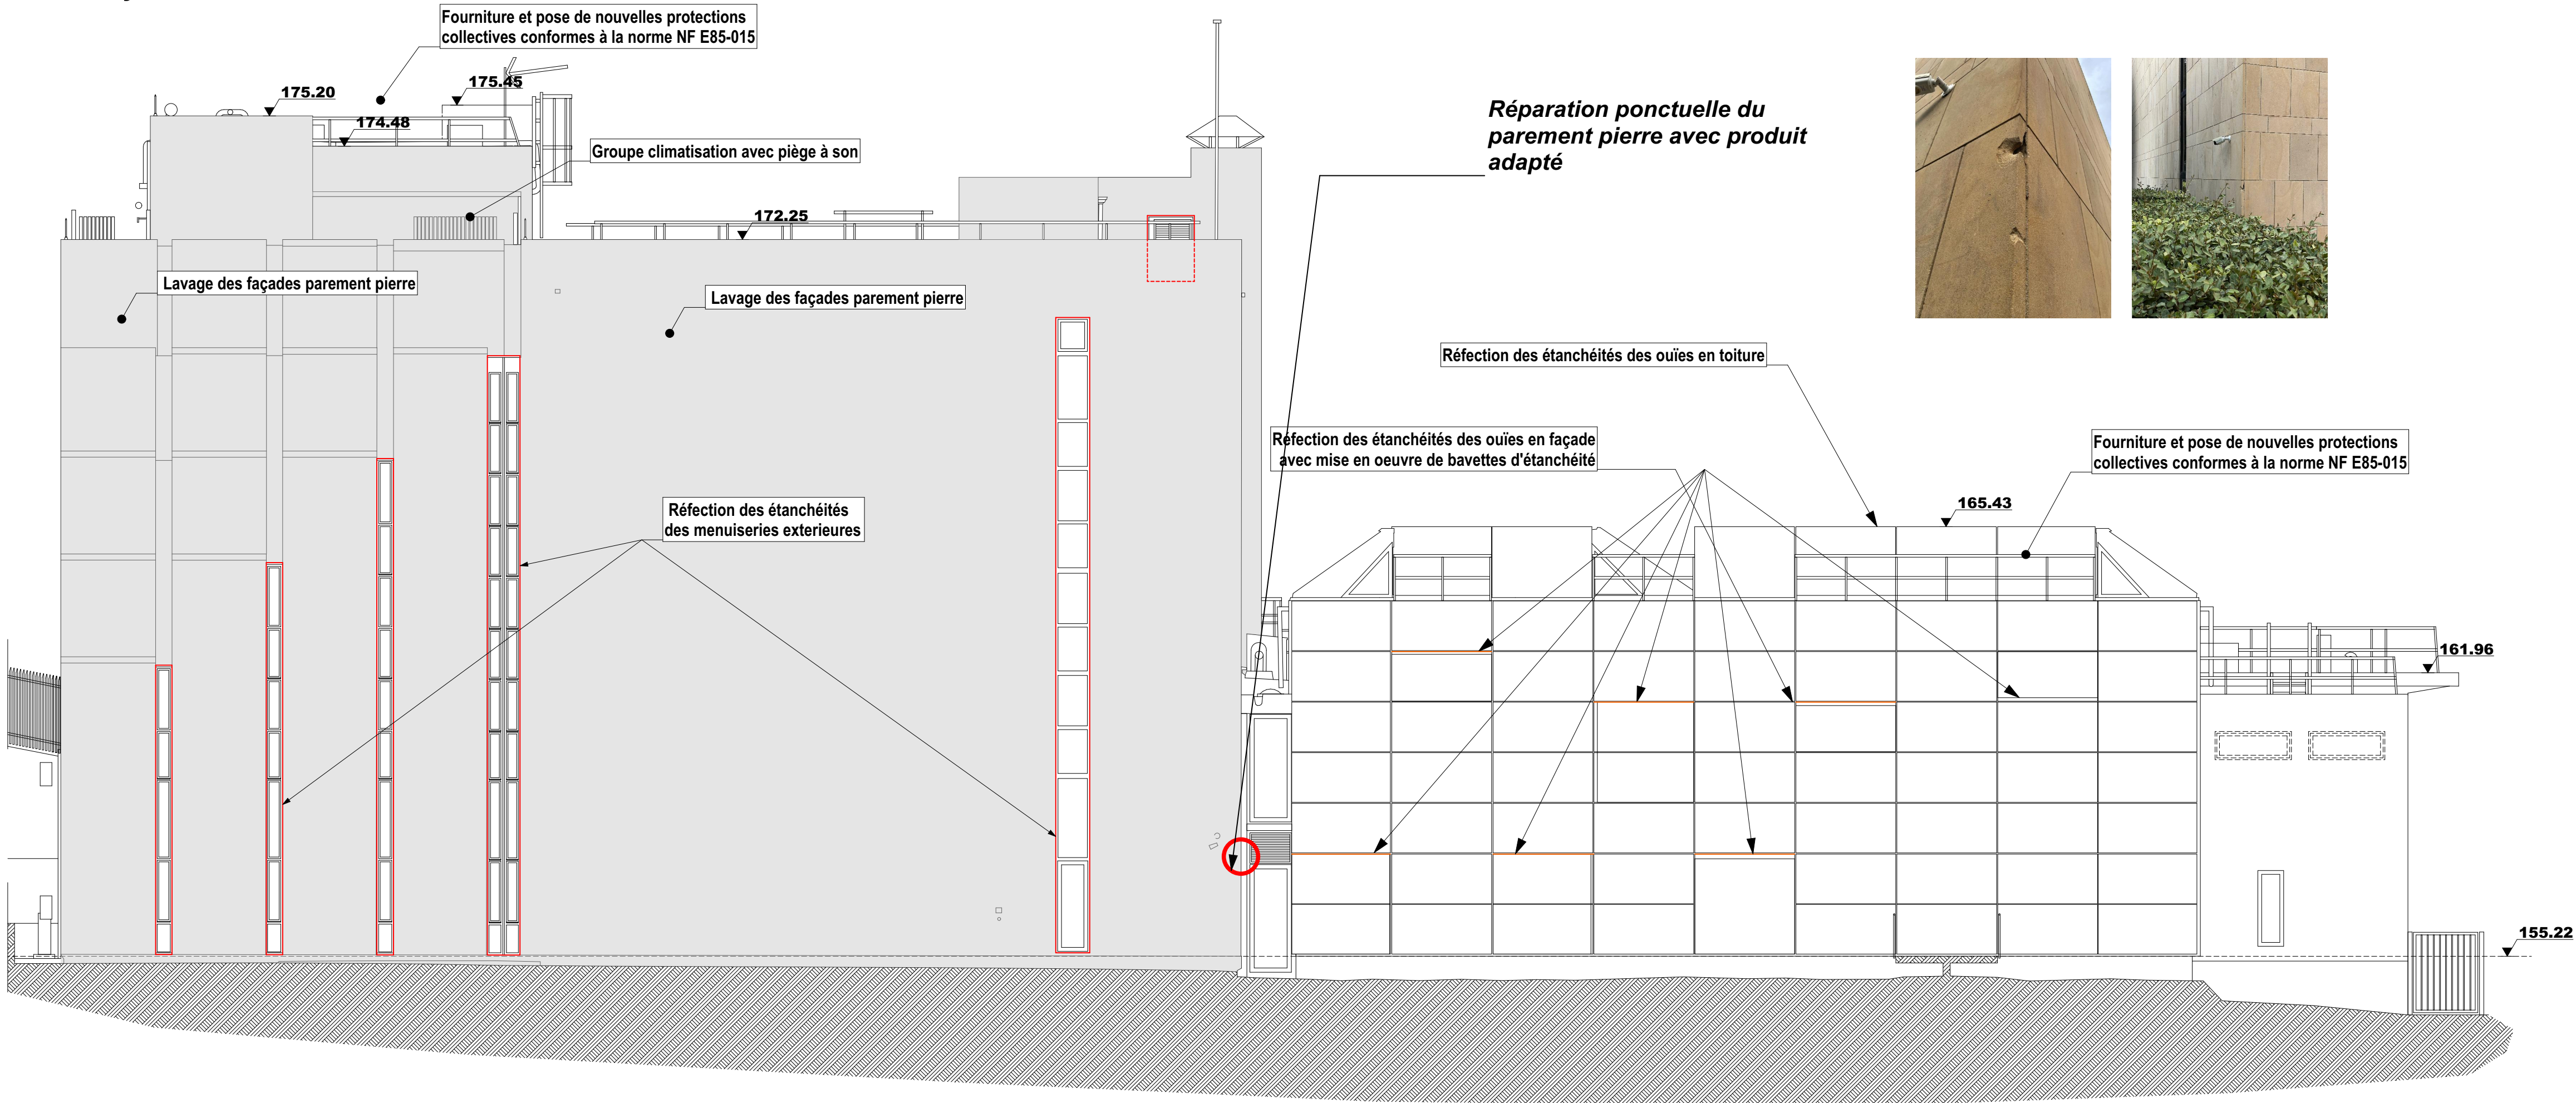 Fourniture et pose de nouvelles protections
collectives conformes à la norme NF E85-015
175.20
175.45
174.48
Groupe climatisation avec piège à son
172.25
Réparation ponctuelle du
parement pierre avec produit
adapté
Lavage des façades parement pierre
Lavage des façades parement pierre
Réfection des étanchéités des ouïes en toiture
Réfection des étanchéités des ouïes en façade
avec mise en oeuvre de bavettes d'étanchéité
Fourniture et pose de nouvelles protections
collectives conformes à la norme NF E85-015
165.43
Réfection des étanchéités
des menuiseries exterieures
161.96
155.22